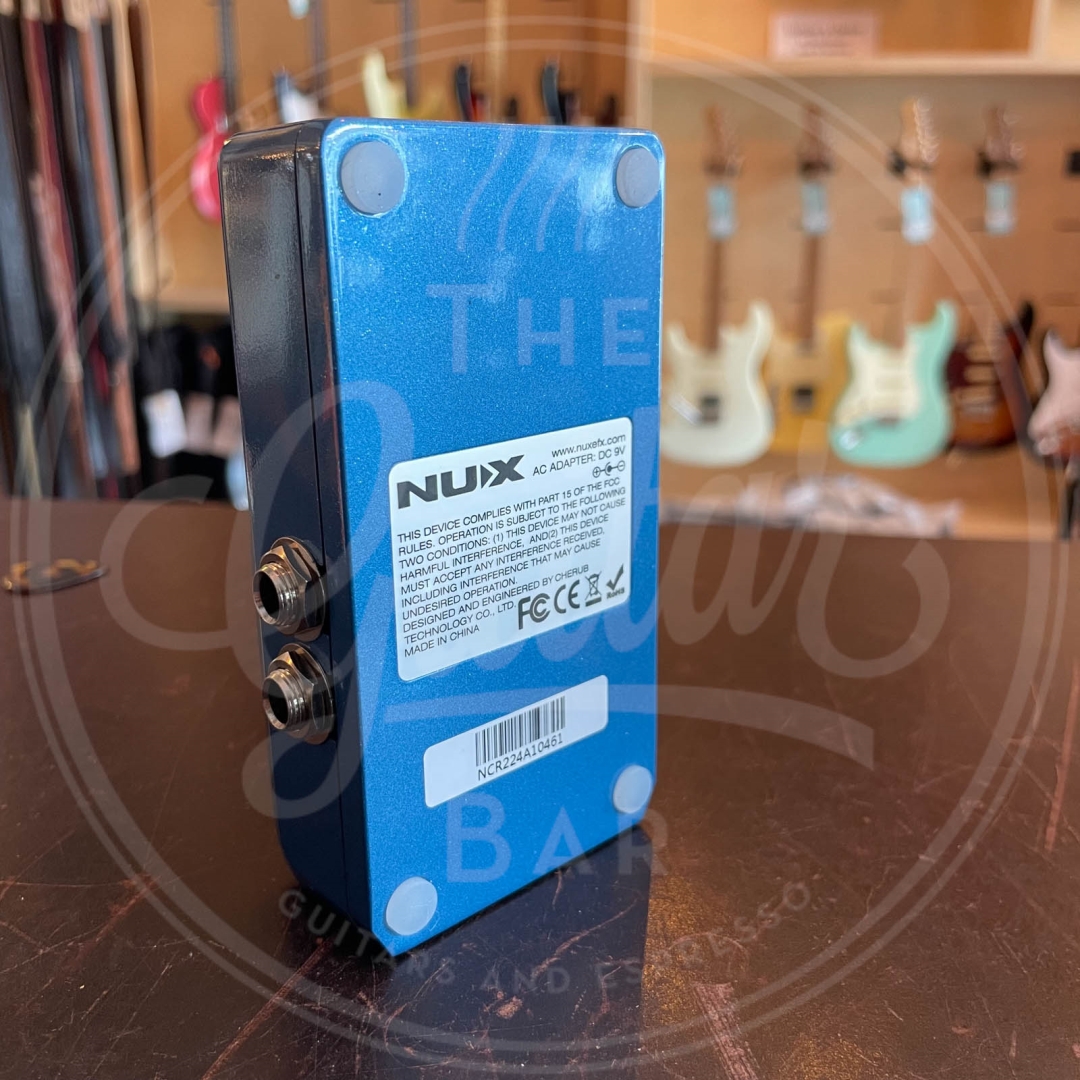 THE
Guitar
BAR
GUITARS AND ESPRESSO
www.nuxefx.com
NUX AC ADAPTER: DC 9V
THIS DEVICE COMPLIES WITH PART 15 OF THE FCC
RULES. OPERATION IS SUBJECT TO THE FOLLOWING
TWO CONDITIONS: (1) THIS DEVICE MAY NOT CAUSE
HARMFUL INTERFERENCE, AND(2) THIS DEVICE
MUST ACCEPT ANY INTERFERENCE RECEIVED,
INCLUDING INTERFERENCE THAT MAY CAUSE
UNDESIRED OPERATION.
DESIGNED AND ENGINEERED BY CHERUB
TECHNOLOGY CO., LTD.
MADE IN CHINA
FC CE RoHS
NCR224A10461